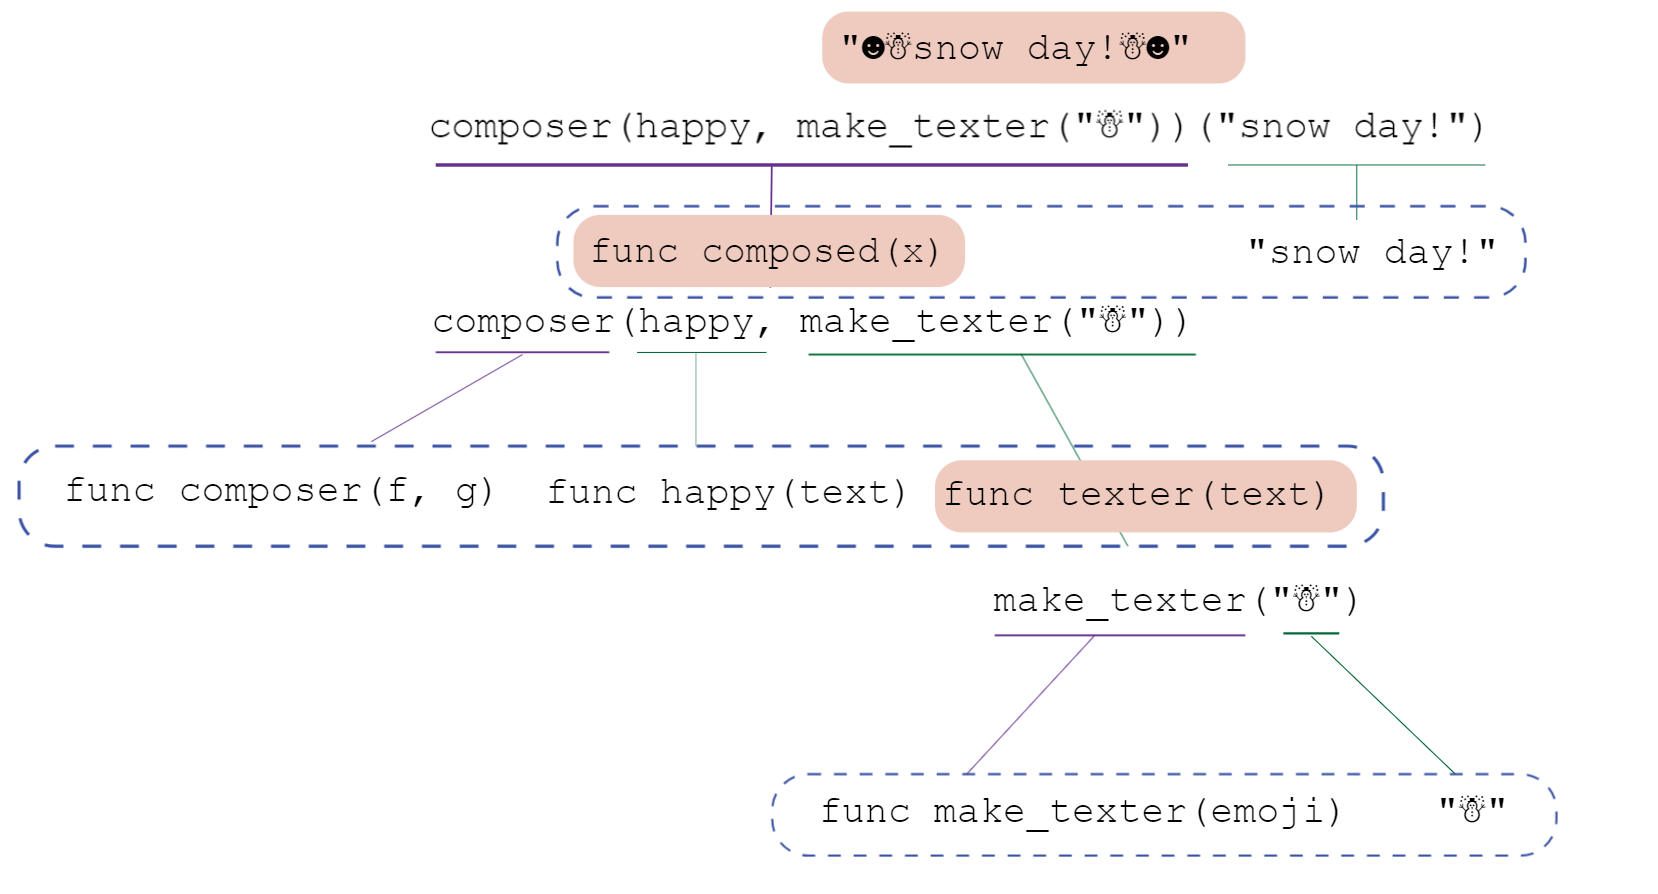 "☻☃snow day!☃☻"
composer(happy, make_texter("☃"))("snow day!")
func composed(x) "snow day!"
composer(happy, make_texter("☃"))
func composer(f, g) func happy(text) func texter(text)
make_texter("☃")
func make_texter(emoji) "☃"